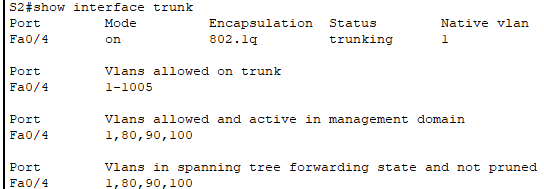 S2#show interface trunk
Port        Mode         Encapsulation  Status        Native vlan
Fa0/4       on           802.1q         trunking      1
Port        Vlans allowed on trunk
Fa0/4       1-1005
Port        Vlans allowed and active in management domain
Fa0/4       1,80,90,100
Port        Vlans in spanning tree forwarding state and not pruned
Fa0/4       1,80,90,100